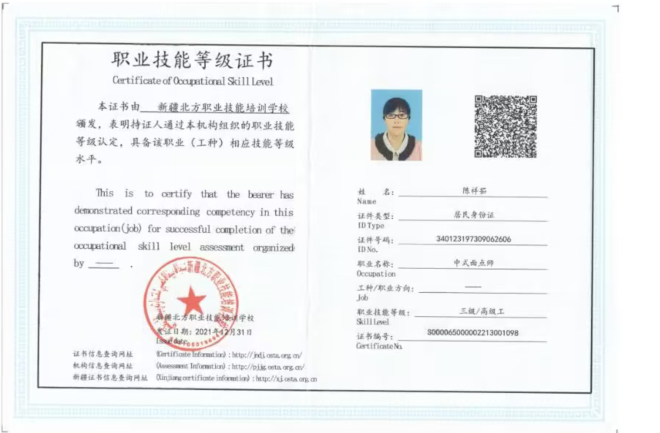 职业技能等级证书
Certificate of Occupational Skill Level
本证书由 新疆北方职业技能培训学校
颁发，表明持证人通过本机构组织的职业技能
等级认定，具备该职业（工种）相应技能等级
水平。
This is to certify that the bearer has
demonstrated corresponding competency in this
occupation(job) for successful completion of the
occupational skill level assessment organized
by —— .
新疆北方职业技能培训学校
发证日期：2021年12月31日
Issue date:
证书信息查询网址 (Certificate Information) : http://jndj.osta.org.cn/
机构信息查询网址 (Assessment Information) : http://pjjg.osta.org.cn/
新疆证书信息查询网址 (Xinjiang certificate information) : http://xj.osta.org.cn
姓 名： 陈祥茹
Name
证件类型： 居民身份证
ID Type
证件号码： 340123197309062606
ID No.
职业名称： 中式面点师
Occupation
工种/职业方向： ——
Job
职业技能等级： 三级/高级工
Skill Level
证书编号： S000065000002213001098
Certificate No.